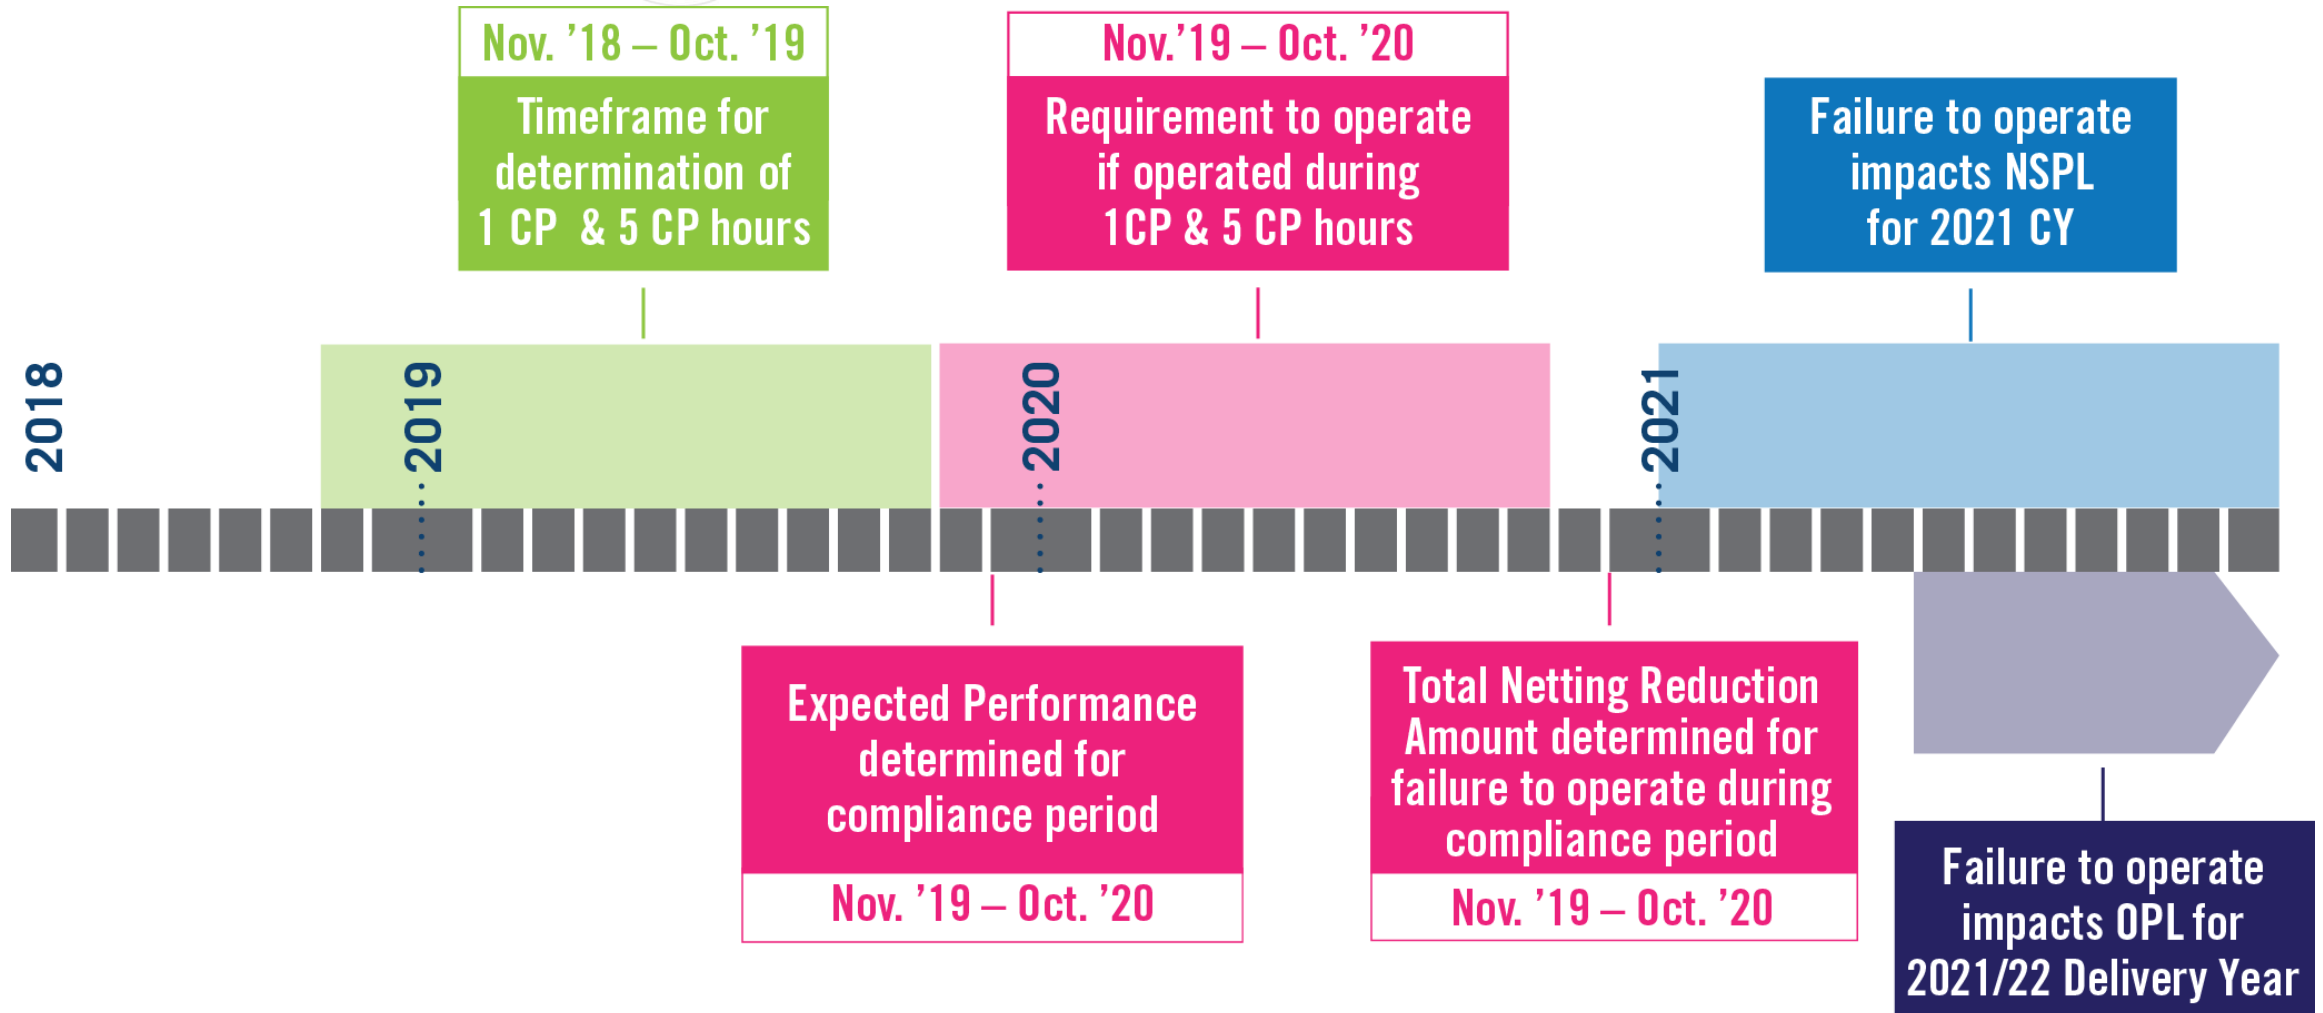 Nov. ’18 – Oct. ’19
Timeframe for
determination of
1 CP & 5 CP hours
Nov.’19 – Oct. ’20
Requirement to operate
if operated during
1CP & 5 CP hours
Failure to operate
impacts NSPL
for 2021 CY
2018
2019
2020
2021
Expected Performance
determined for
compliance period
Nov. ’19 – Oct. ’20
Total Netting Reduction
Amount determined for
failure to operate during
compliance period
Nov. ’19 – Oct. ’20
Failure to operate
impacts OPL for
2021/22 Delivery Year